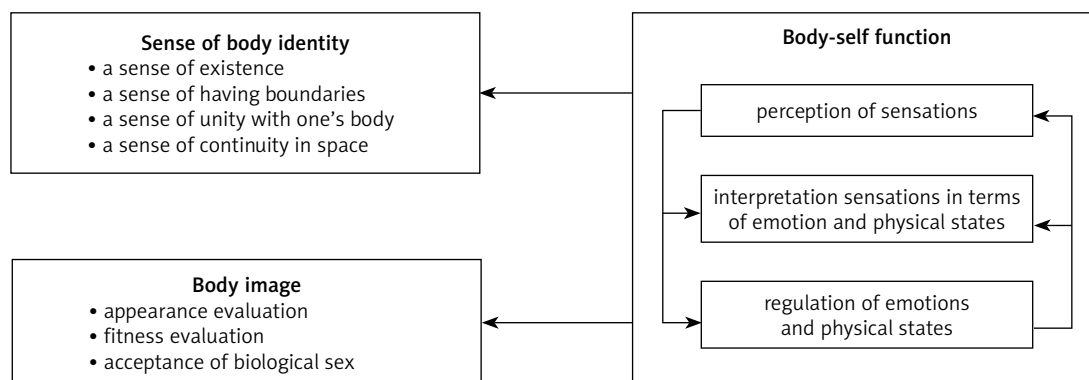 Sense of body identity
• a sense of existence
• a sense of having boundaries
• a sense of unity with one's body
• a sense of continuity in space
Body image
• appearance evaluation
• fitness evaluation
• acceptance of biological sex
Body-self function
perception of sensations
interpretation sensations in terms
of emotion and physical states
regulation of emotions
and physical states